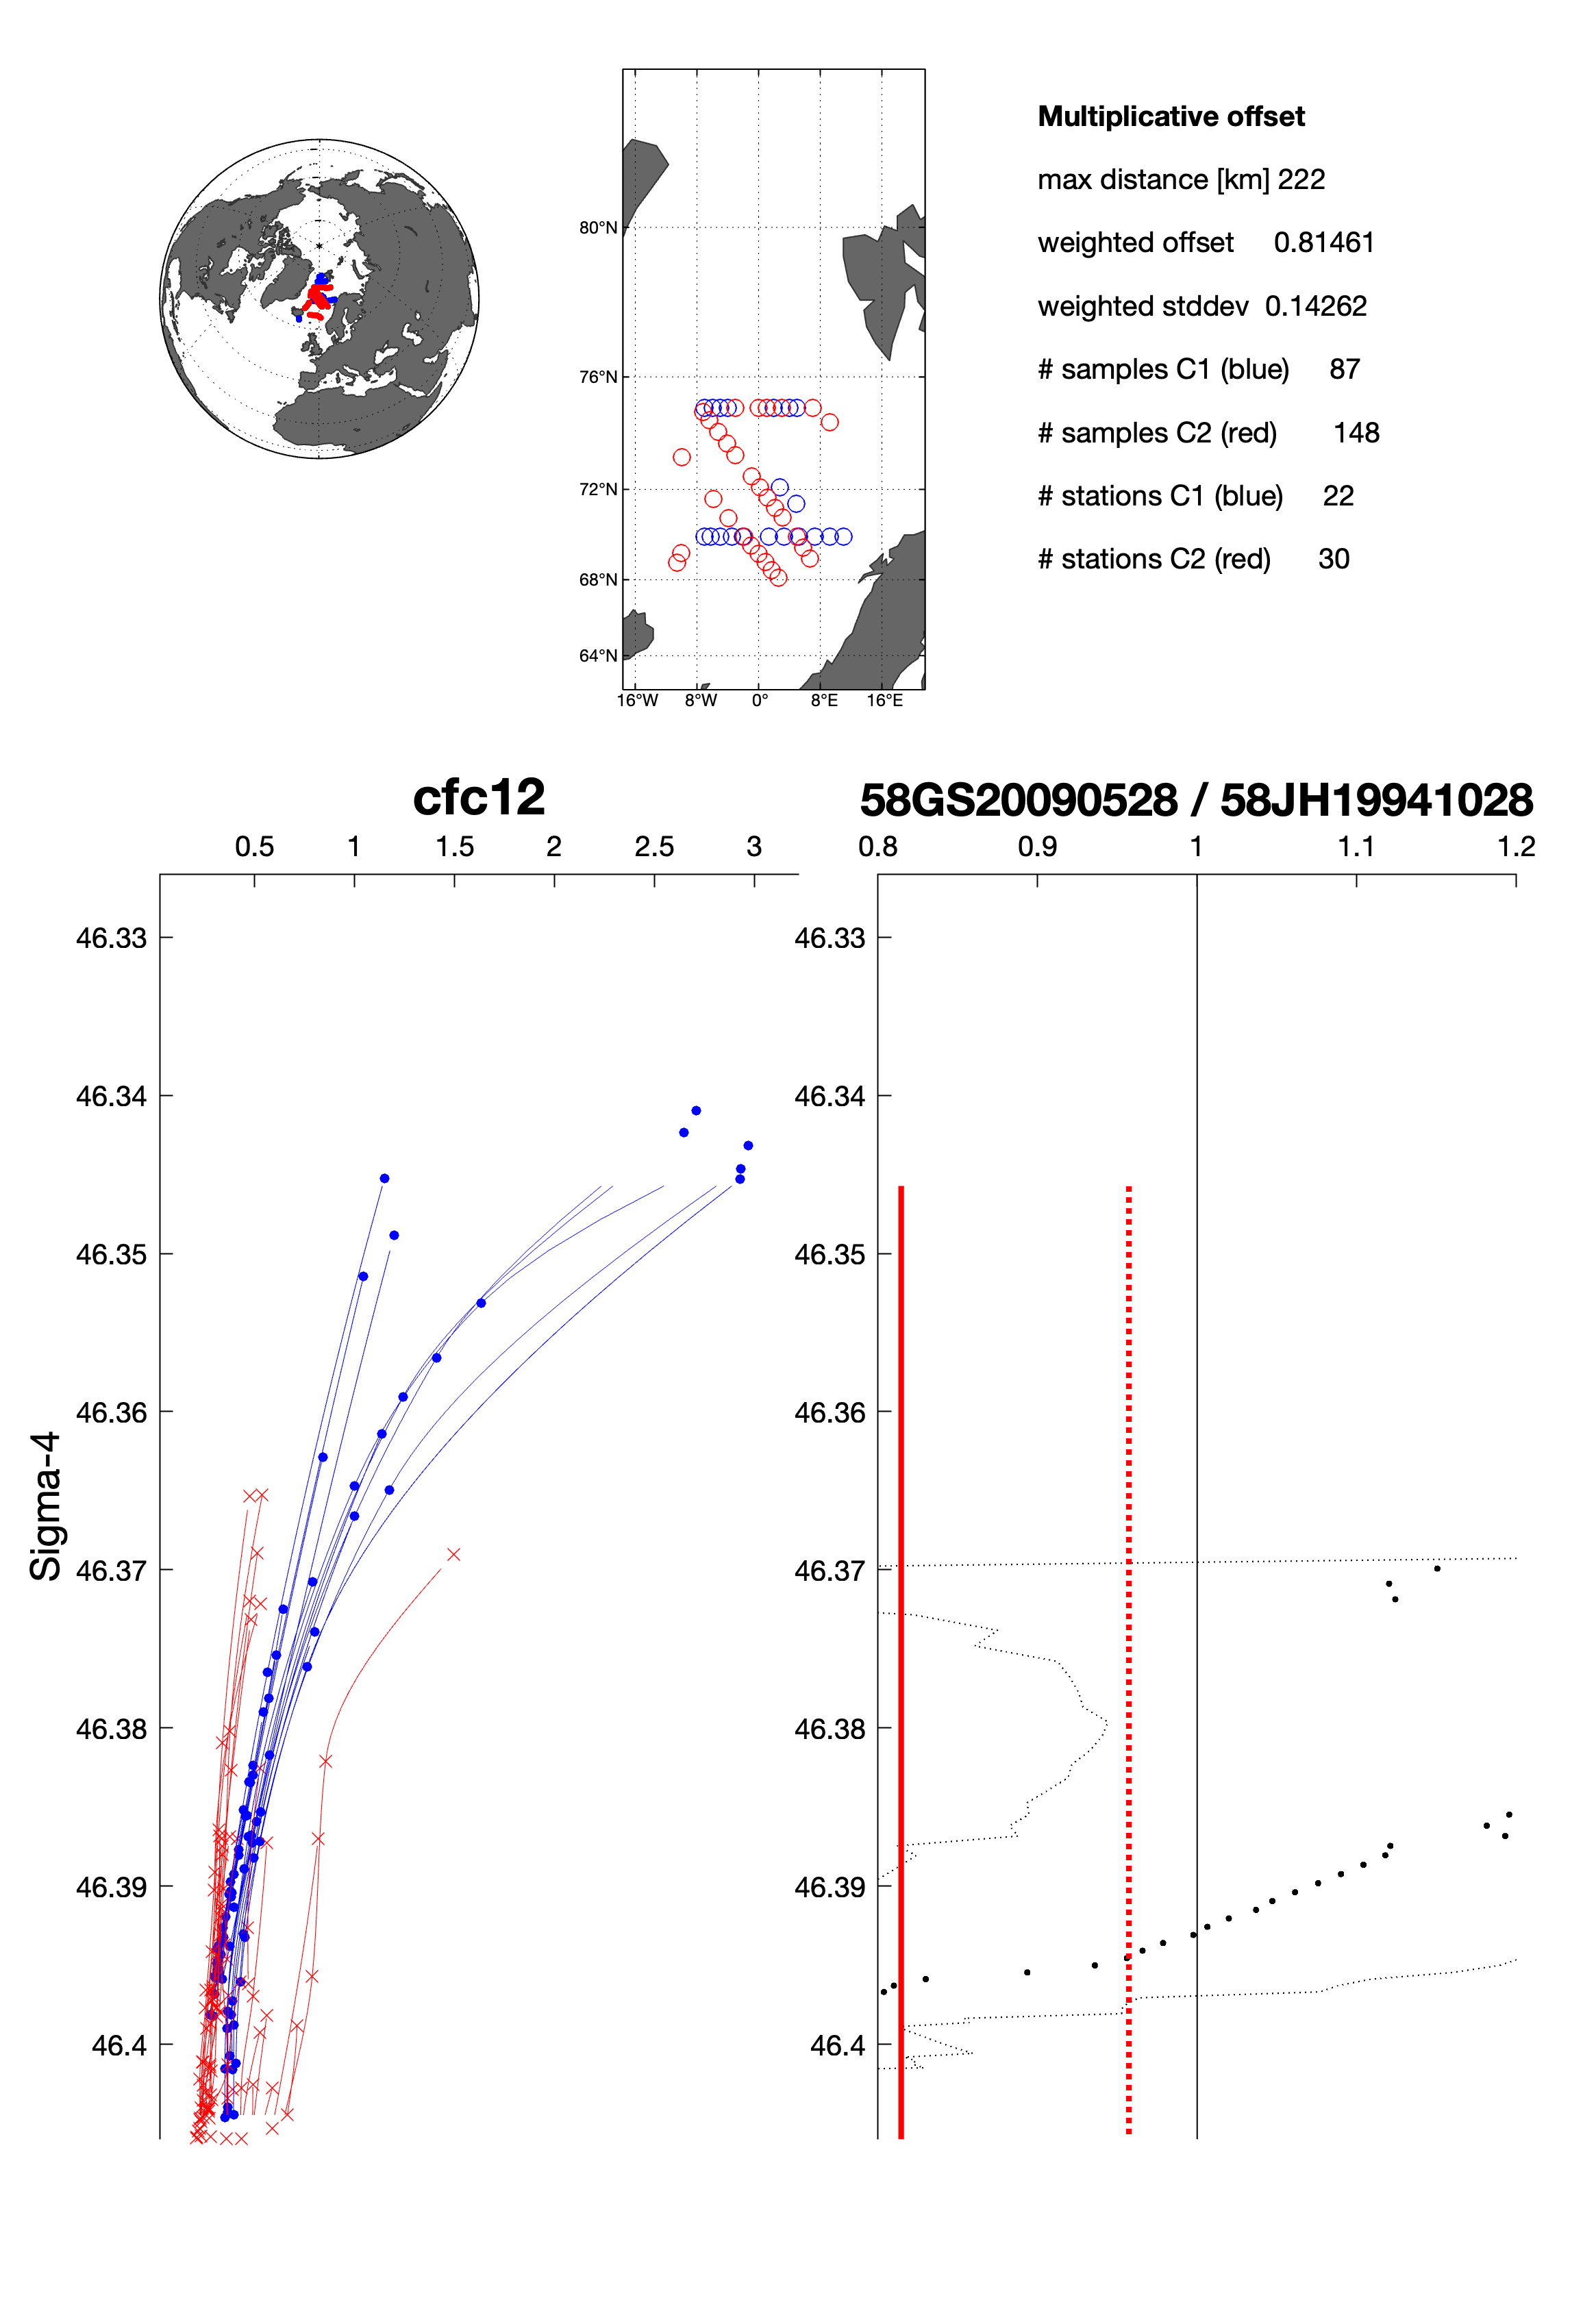 Multiplicative offset
max distance [km] 222
weighted offset 0.81461
weighted stddev 0.14262
# samples C1 (blue) 87
# samples C2 (red) 148
# stations C1 (blue) 22
# stations C2 (red) 30
80°N
76°N
72°N
68°N
64°N
16°W 8°W 0° 8°E 16°E
cfc12
0.5 1 1.5 2 2.5 3
46.33
46.34
46.35
46.36
46.37
46.38
46.39
46.4
Sigma-4
58GS20090528 / 58JH19941028
0.8 0.9 1 1.1 1.2
46.33
46.34
46.35
46.36
46.37
46.38
46.39
46.4